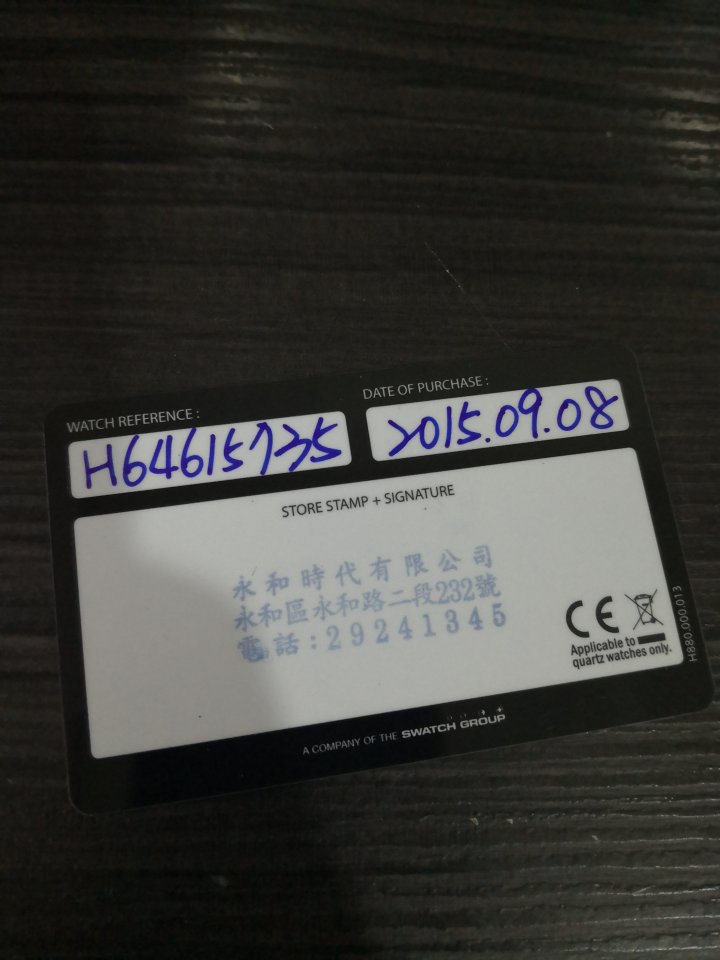 WATCH REFERENCE :
H64615735
DATE OF PURCHASE :
2015.09.08
STORE STAMP + SIGNATURE
永和時代有限公司
永和區永和路二段232號
電話:29241345
CE
Applicable to
quartz watches only.
H880.000.013
A COMPANY OF THE SWATCH GROUP